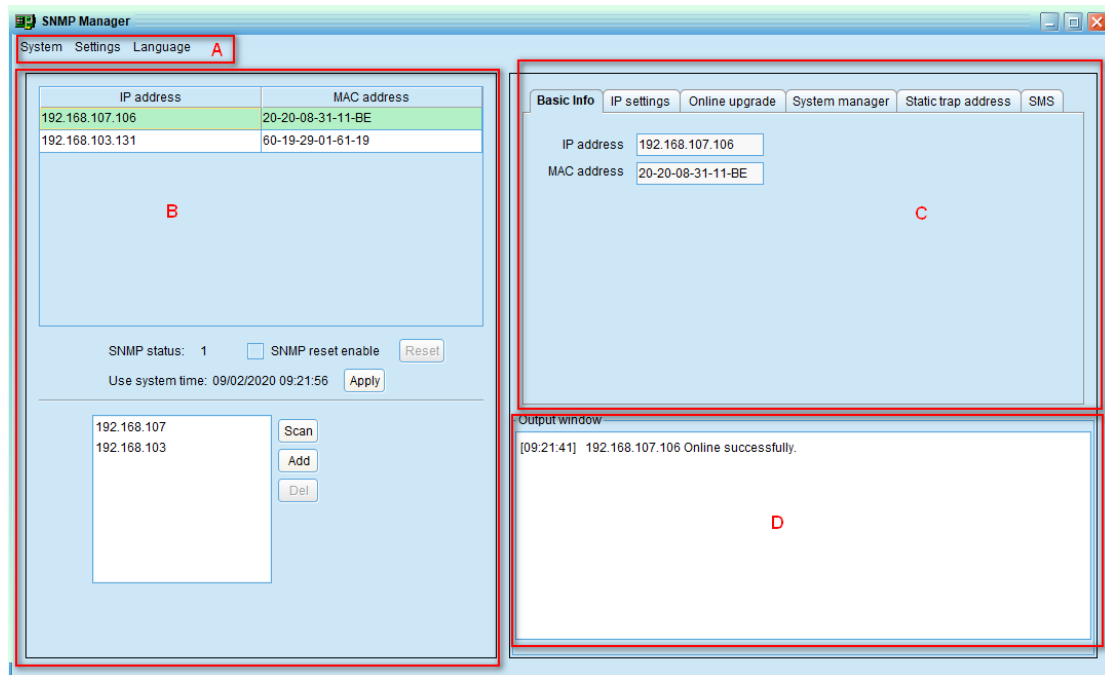 SNMP Manager
System Settings Language A
IP address MAC address
192.168.107.106 20-20-08-31-11-BE
192.168.103.131 60-19-29-01-61-19
B
SNMP status: 1 SNMP reset enable Reset
Use system time: 09/02/2020 09:21:56 Apply
192.168.107
192.168.103
Scan
Add
Del
Basic Info IP settings Online upgrade System manager Static trap address SMS
IP address 192.168.107.106
MAC address 20-20-08-31-11-BE
C
Output window
[09:21:41] 192.168.107.106 Online successfully.
D